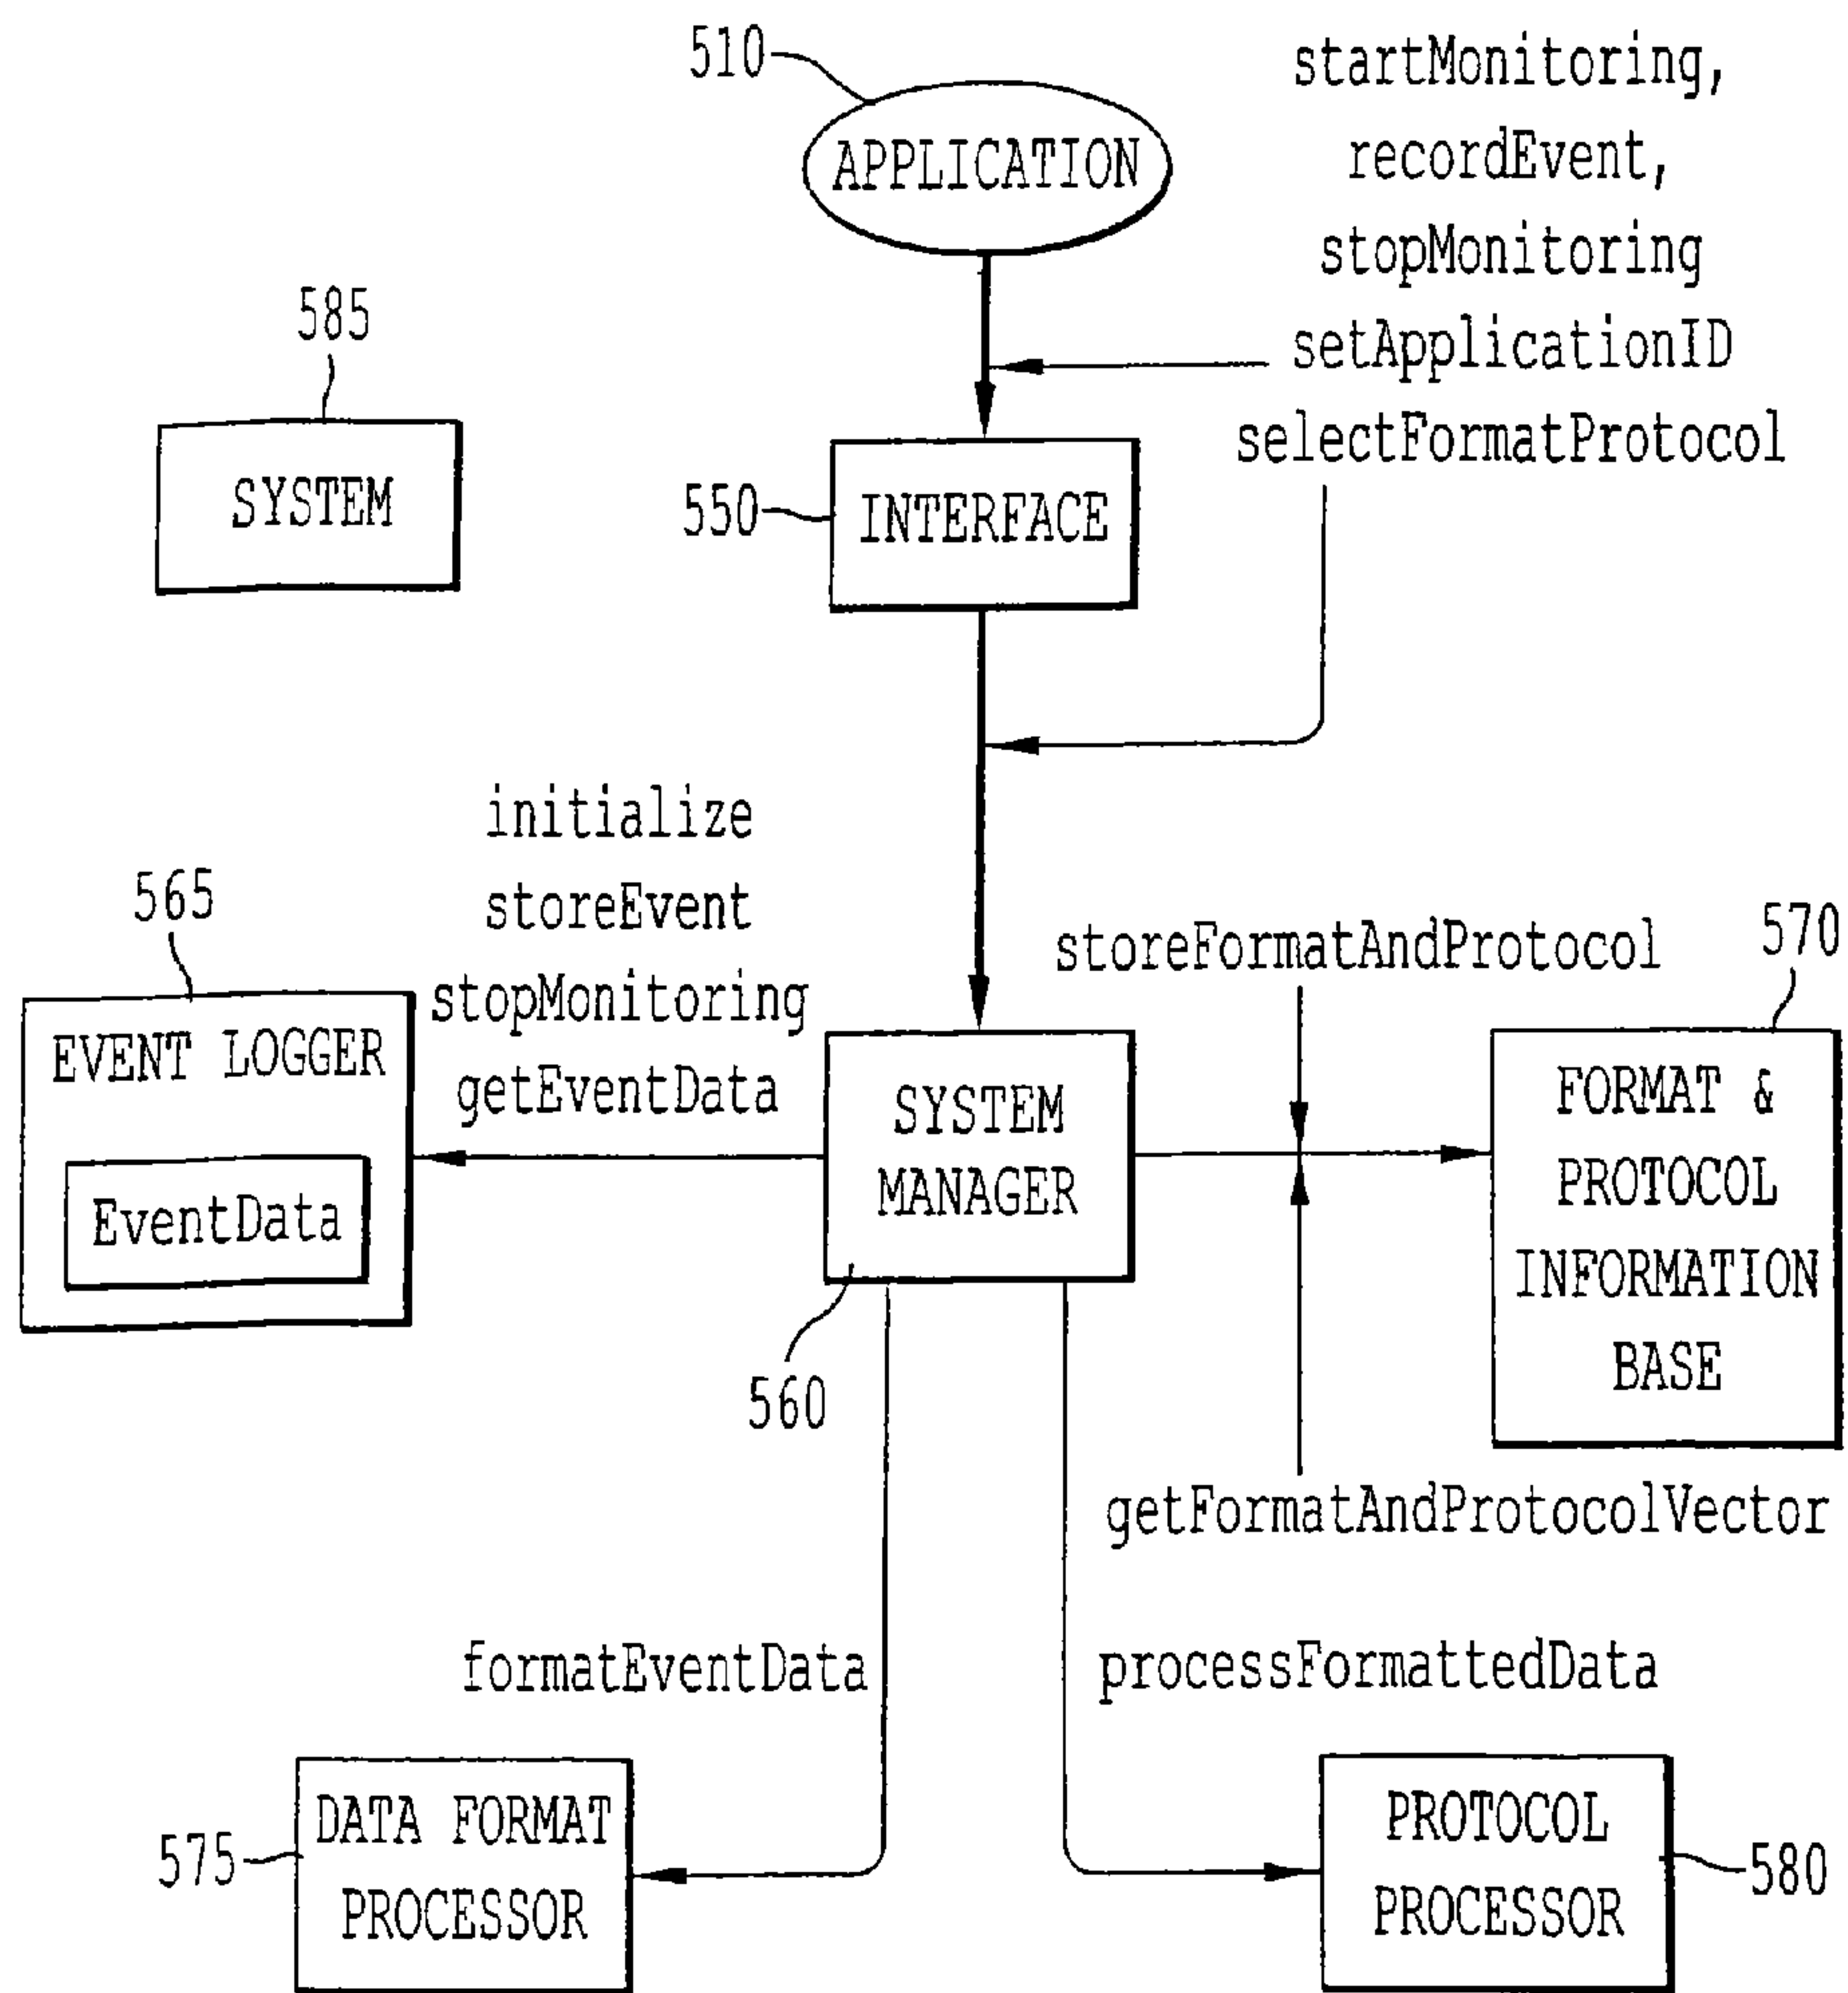 510
startMonitoring,
APPLICATION
recordEvent,
stopMonitoring
585
setApplicationID
selectFormatProtocol
SYSTEM
550
INTERFACE
initialize
565
storeEvent
storeFormatAndProtocol
570
stopMonitoring
EVENT LOGGER
getEventData
EventData
SYSTEM
MANAGER
FORMAT &
PROTOCOL
INFORMATION
BASE
560
getFormatAndProtocolVector
formatEventData
processFormattedData
DATA FORMAT
PROCESSOR
575
PROTOCOL
PROCESSOR
580